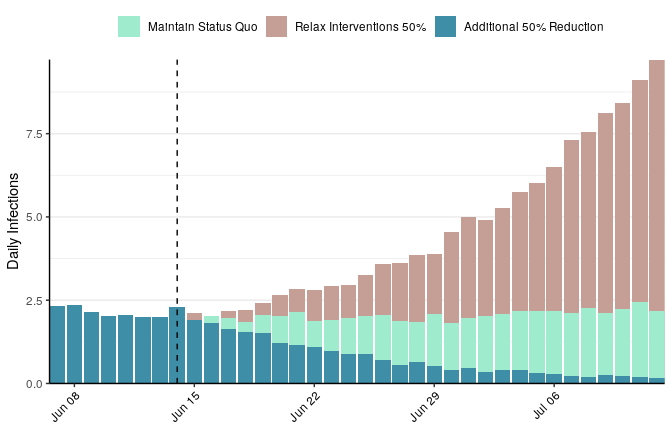 Maintain Status Quo Relax Interventions 50% Additional 50% Reduction
Daily Infections
7.5
5.0
2.5
0.0
Jun 08 Jun 15 Jun 22 Jun 29 Jul 06